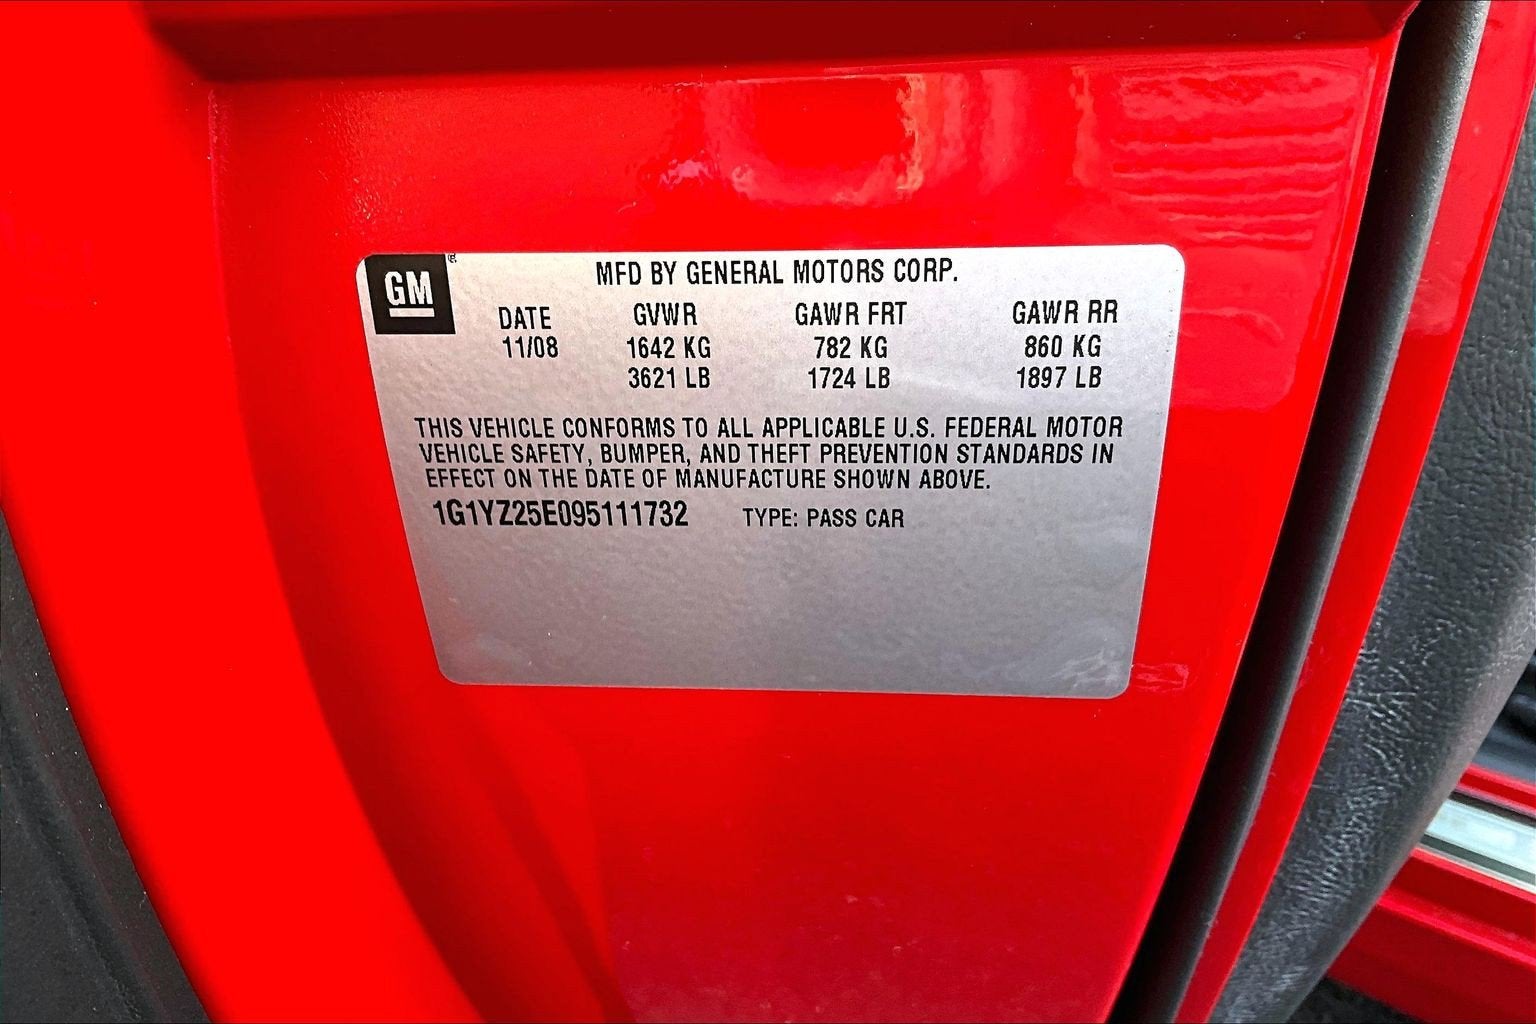 GM
MFD BY GENERAL MOTORS CORP.
DATE GVWR GAWR FRT GAWR RR
11/08 1642 KG 782 KG 860 KG
3621 LB 1724 LB 1897 LB
THIS VEHICLE CONFORMS TO ALL APPLICABLE U.S. FEDERAL MOTOR
VEHICLE SAFETY, BUMPER, AND THEFT PREVENTION STANDARDS IN
EFFECT ON THE DATE OF MANUFACTURE SHOWN ABOVE.
1G1YZ25E095111732 TYPE: PASS CAR